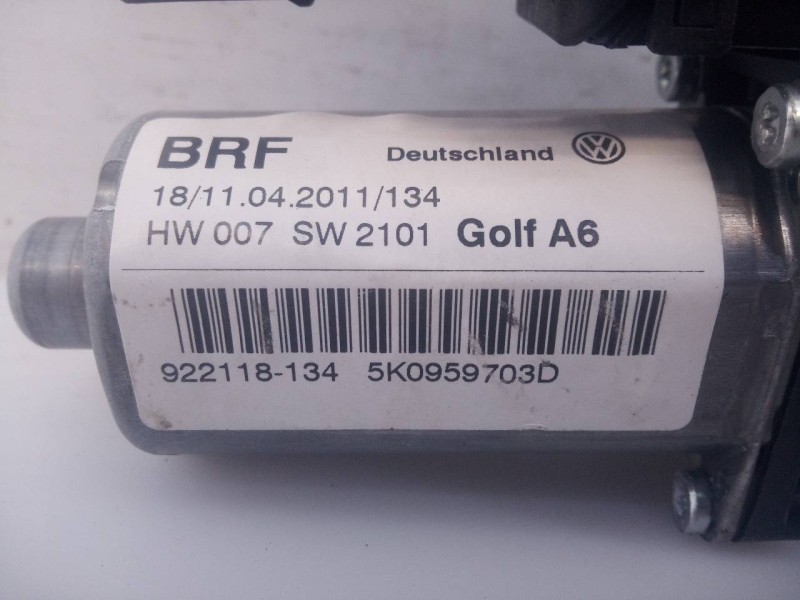 BRF Deutschland
18/11.04.2011/134
HW 007 SW 2101 Golf A6
922118-134 5K0959703D